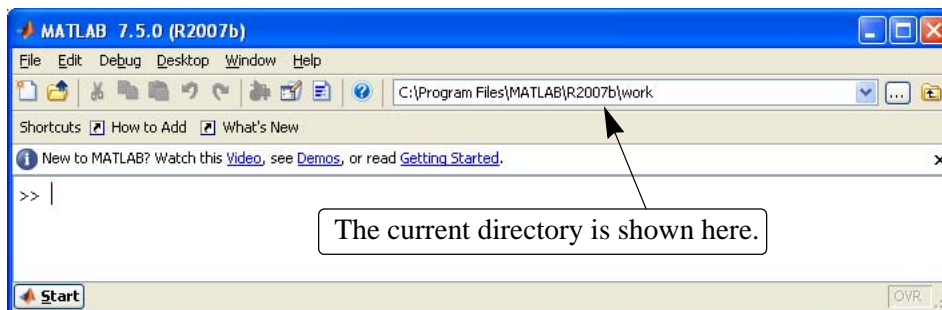 MATLAB 7.5.0 (R2007b)
File Edit Debug Desktop Window Help
C:\Program Files\MATLAB\R2007b\work
Shortcuts How to Add What's New
New to MATLAB? Watch this Video, see Demos, or read Getting Started.
>>
The current directory is shown here.
Start OVR